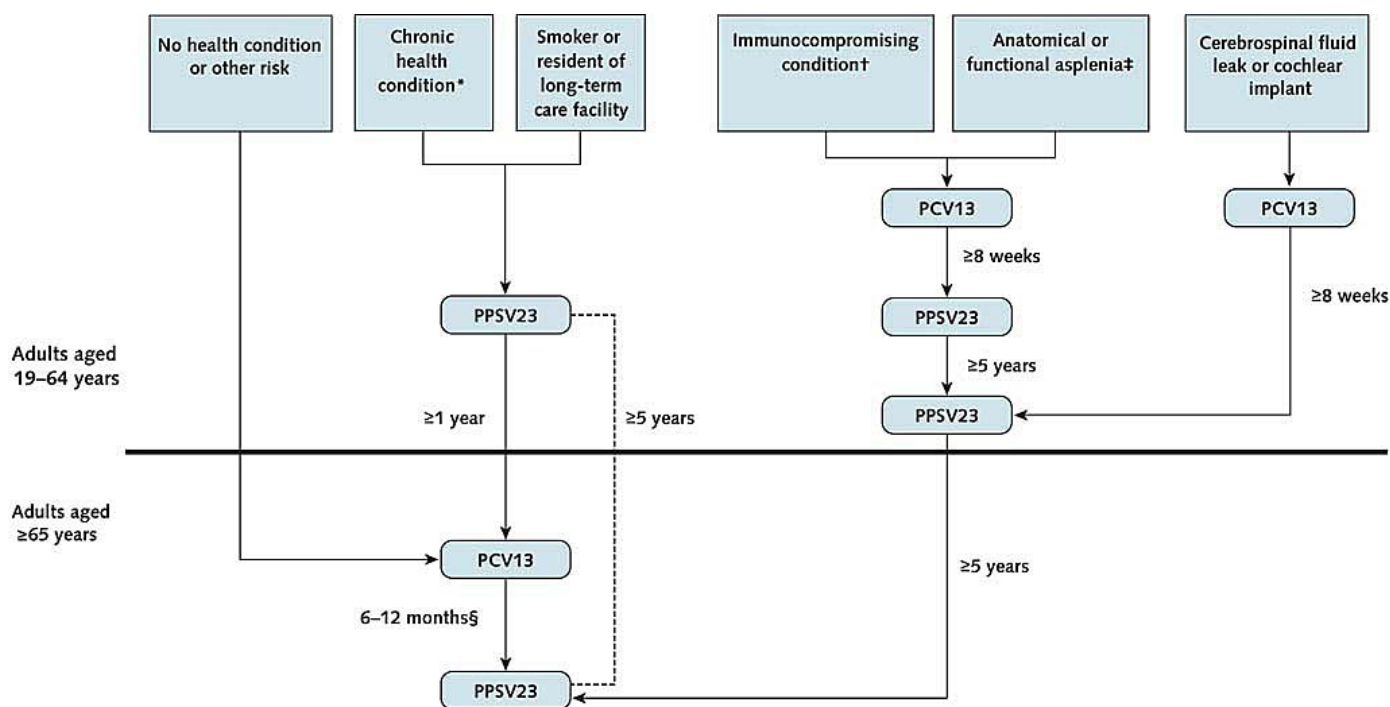 No health condition
or other risk
Chronic
health
condition*
Smoker or
resident of
long-term
care facility
Immunocompromising
condition†
Anatomical or
functional asplenia‡
Cerebrospinal fluid
leak or cochlear
implant
PCV13
PCV13
≥8 weeks
≥8 weeks
PPSV23
PPSV23
Adults aged
19–64 years
≥5 years
≥1 year
≥5 years
PPSV23
Adults aged
≥65 years
PCV13
≥5 years
6–12 months§
PPSV23